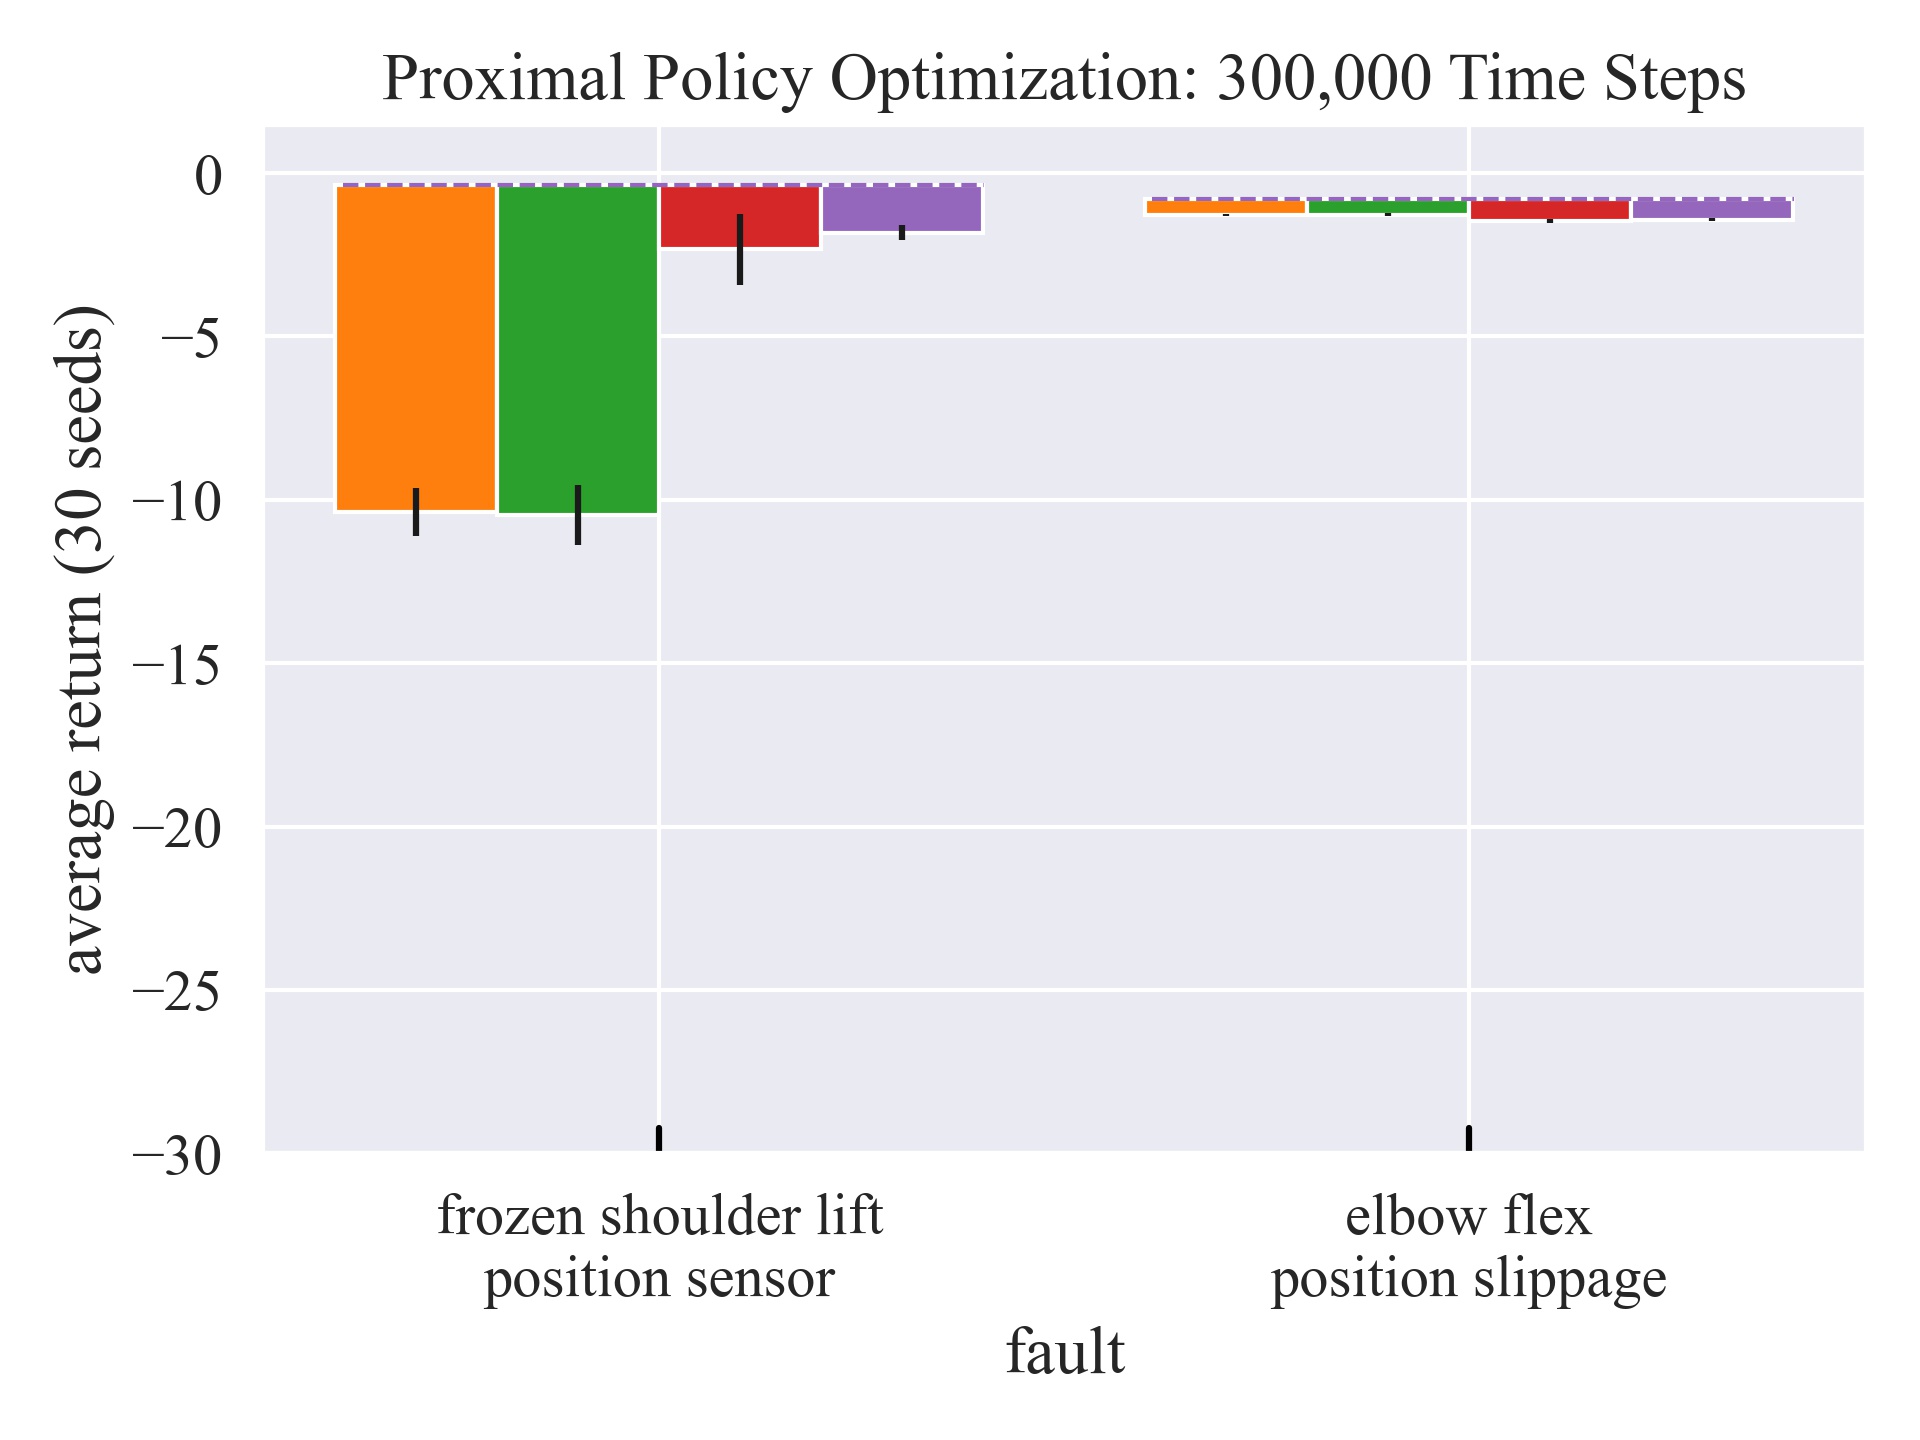 Proximal Policy Optimization: 300,000 Time Steps
average return (30 seeds)
0
−5
−10
−15
−20
−25
−30
frozen shoulder lift
position sensor
elbow flex
position slippage
fault